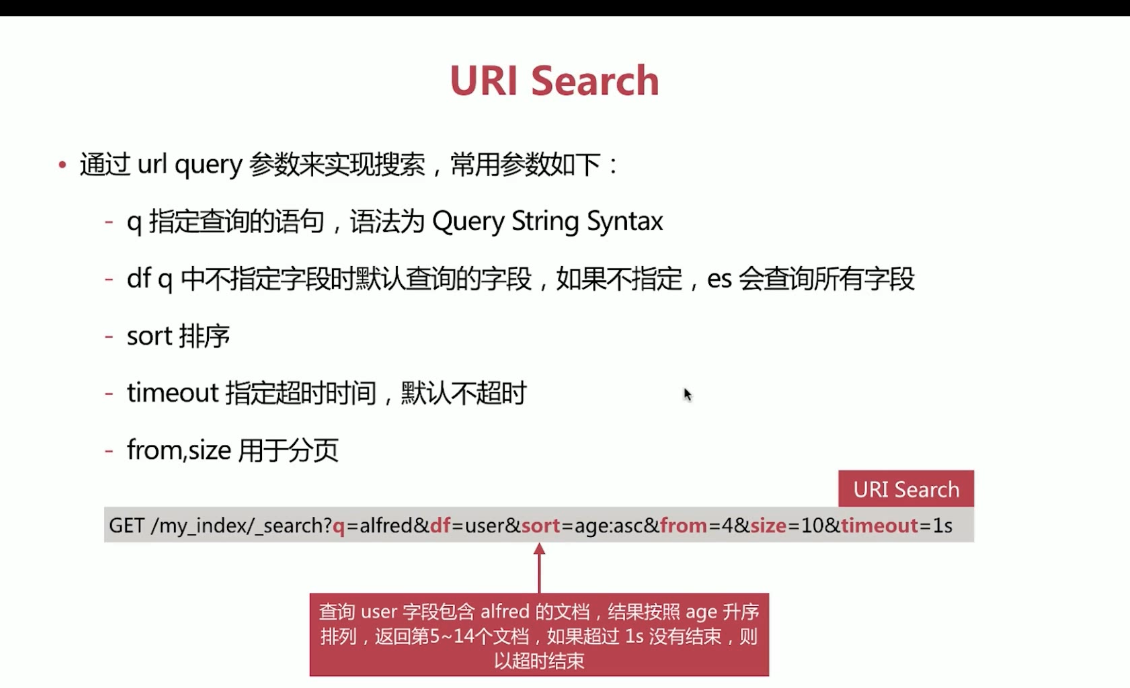 URI Search
• 通过 url query 参数来实现搜索，常用参数如下：
- q 指定查询的语句，语法为 Query String Syntax
- df q 中不指定字段时默认查询的字段，如果不指定，es 会查询所有字段
- sort 排序
- timeout 指定超时时间，默认不超时
- from,size 用于分页
URI Search
GET /my_index/_search?q=alfred&df=user&sort=age:asc&from=4&size=10&timeout=1s
查询 user 字段包含 alfred 的文档，结果按照 age 升序
排列，返回第5~14个文档，如果超过 1s 没有结束，则
以超时结束